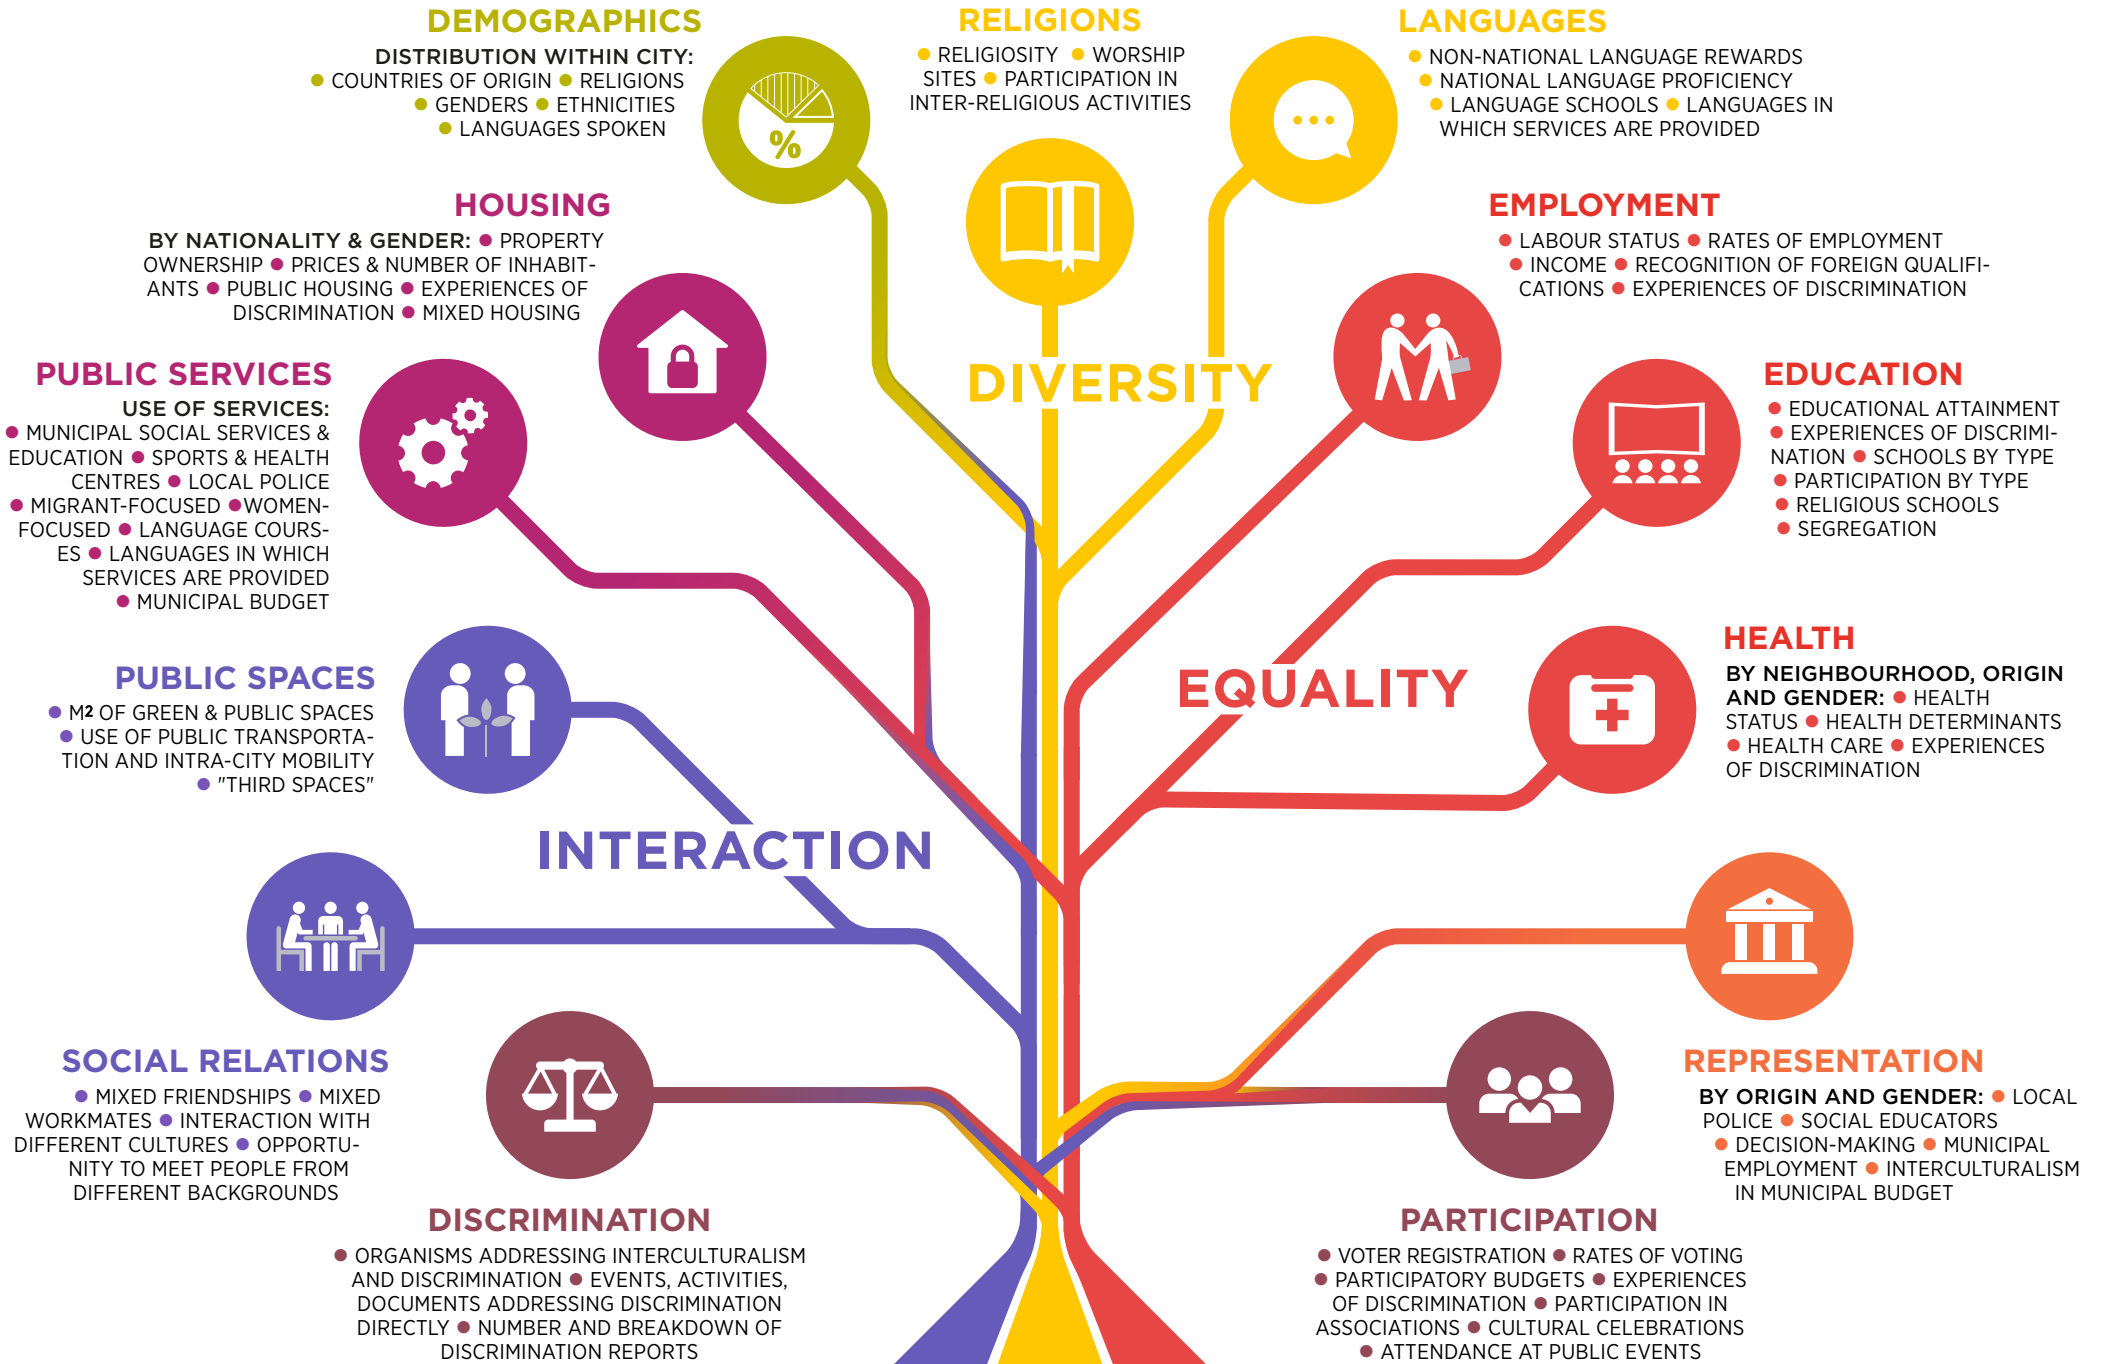 DEMOGRAPHICS
DISTRIBUTION WITHIN CITY:
● COUNTRIES OF ORIGIN ● RELIGIONS
● GENDERS ● ETHNICITIES
● LANGUAGES SPOKEN
%
RELIGIONS
● RELIGIOSITY ● WORSHIP
SITES ● PARTICIPATION IN
INTER-RELIGIOUS ACTIVITIES
LANGUAGES
● NON-NATIONAL LANGUAGE REWARDS
● NATIONAL LANGUAGE PROFICIENCY
● LANGUAGE SCHOOLS ● LANGUAGES IN
WHICH SERVICES ARE PROVIDED
HOUSING
BY NATIONALITY & GENDER: ● PROPERTY
OWNERSHIP ● PRICES & NUMBER OF INHABIT-
ANTS ● PUBLIC HOUSING ● EXPERIENCES OF
DISCRIMINATION ● MIXED HOUSING
EMPLOYMENT
● LABOUR STATUS ● RATES OF EMPLOYMENT
● INCOME ● RECOGNITION OF FOREIGN QUALIFI-
CATIONS ● EXPERIENCES OF DISCRIMINATION
DIVERSITY
PUBLIC SERVICES
USE OF SERVICES:
● MUNICIPAL SOCIAL SERVICES &
EDUCATION ● SPORTS & HEALTH
CENTRES ● LOCAL POLICE
● MIGRANT-FOCUSED ●WOMEN-
FOCUSED ● LANGUAGE COURS-
ES ● LANGUAGES IN WHICH
SERVICES ARE PROVIDED
● MUNICIPAL BUDGET
EDUCATION
● EDUCATIONAL ATTAINMENT
● EXPERIENCES OF DISCRIMI-
NATION ● SCHOOLS BY TYPE
● PARTICIPATION BY TYPE
● RELIGIOUS SCHOOLS
● SEGREGATION
PUBLIC SPACES
● M² OF GREEN & PUBLIC SPACES
● USE OF PUBLIC TRANSPORTA-
TION AND INTRA-CITY MOBILITY
● "THIRD SPACES"
EQUALITY
HEALTH
BY NEIGHBOURHOOD, ORIGIN
AND GENDER: ● HEALTH
STATUS ● HEALTH DETERMINANTS
● HEALTH CARE ● EXPERIENCES
OF DISCRIMINATION
INTERACTION
SOCIAL RELATIONS
● MIXED FRIENDSHIPS ● MIXED
WORKMATES ● INTERACTION WITH
DIFFERENT CULTURES ● OPPORTU-
NITY TO MEET PEOPLE FROM
DIFFERENT BACKGROUNDS
REPRESENTATION
BY ORIGIN AND GENDER: ● LOCAL
POLICE ● SOCIAL EDUCATORS
● DECISION-MAKING ● MUNICIPAL
EMPLOYMENT ● INTERCULTURALISM
IN MUNICIPAL BUDGET
DISCRIMINATION
● ORGANISMS ADDRESSING INTERCULTURALISM
AND DISCRIMINATION ● EVENTS, ACTIVITIES,
DOCUMENTS ADDRESSING DISCRIMINATION
DIRECTLY ● NUMBER AND BREAKDOWN OF
DISCRIMINATION REPORTS
PARTICIPATION
● VOTER REGISTRATION ● RATES OF VOTING
● PARTICIPATORY BUDGETS ● EXPERIENCES
OF DISCRIMINATION ● PARTICIPATION IN
ASSOCIATIONS ● CULTURAL CELEBRATIONS
● ATTENDANCE AT PUBLIC EVENTS